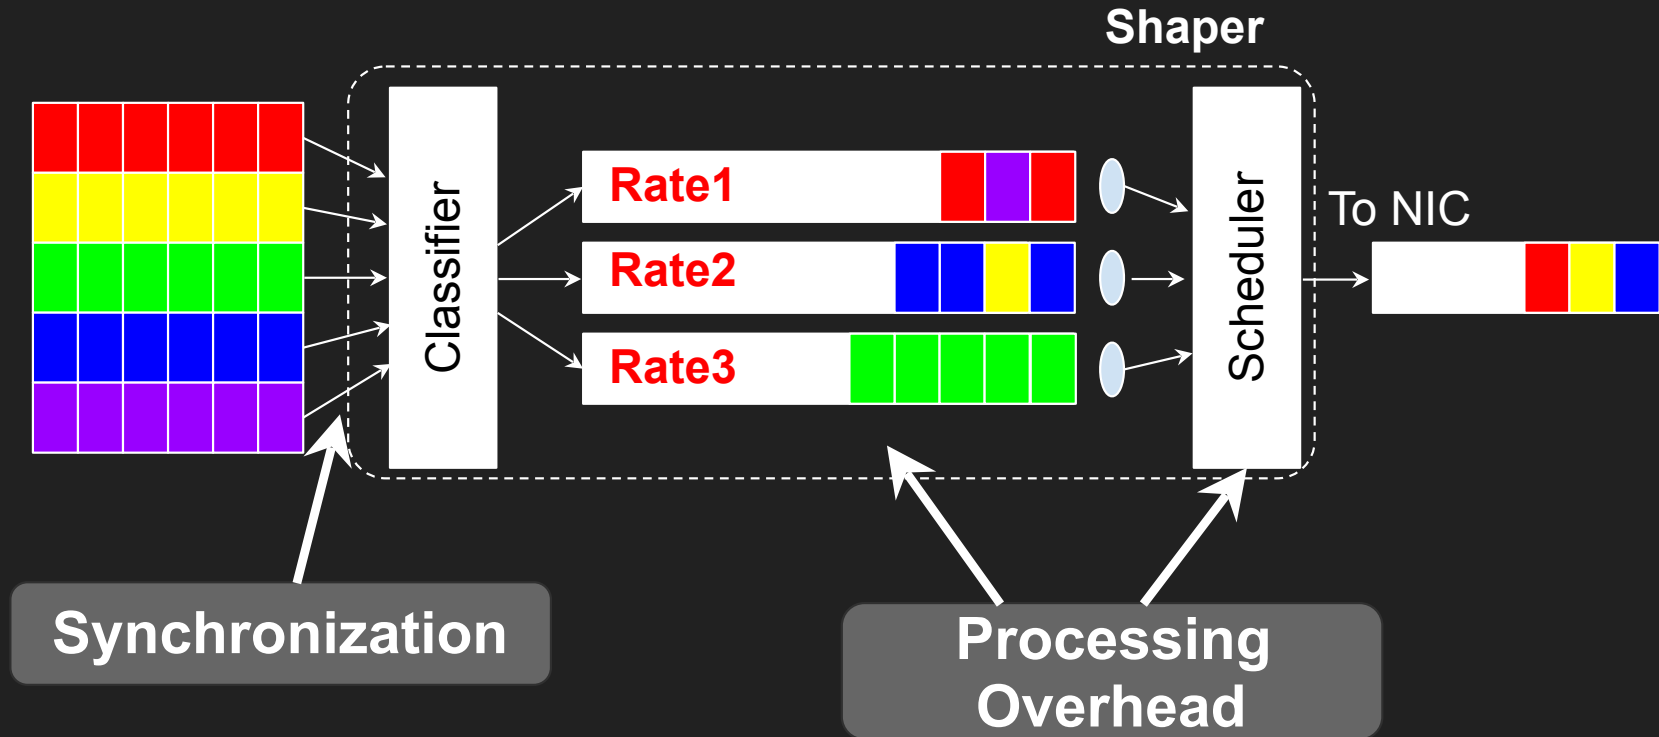 Shaper
Classifier
Rate1
Rate2
Rate3
Scheduler
To NIC
Synchronization
Processing
Overhead